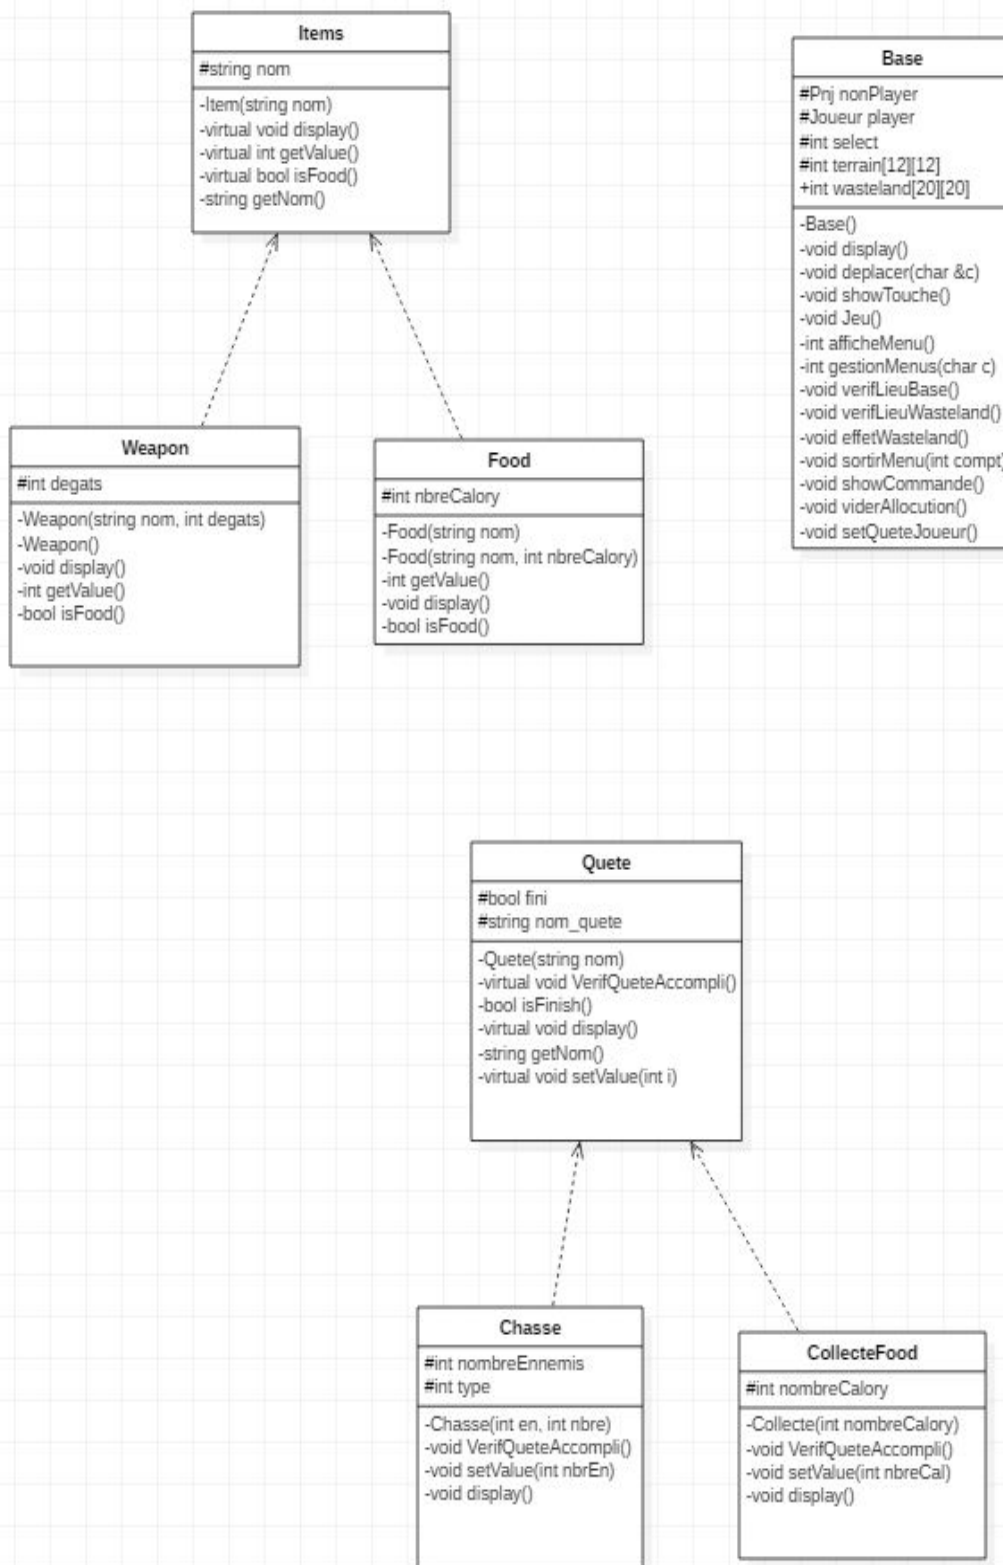 Items
#string nom
-Item(string nom)
-virtual void display()
-virtual int getValue()
-virtual bool isFood()
-string getNom()
Base
#Pnj nonPlayer
#Joueur player
#int select
#int terrain[12][12]
+int wasteland[20][20]
-Base()
-void display()
-void deplacer(char &c)
-void showTouche()
-void Jeu()
-int afficheMenu()
-int gestionMenus(char c)
-void verifLieuBase()
-void verifLieuWasteland()
-void effetWasteland()
-void sortirMenu(int compt)
-void showCommande()
-void viderAllocution()
-void setQueteJoueur()
Weapon
#int degats
-Weapon(string nom, int degats)
-Weapon()
-void display()
-int getValue()
-bool isFood()
Food
#int nbreCalory
-Food(string nom)
-Food(string nom, int nbreCalory)
-int getValue()
-void display()
-bool isFood()
Quete
#bool fini
#string nom_quete
-Quete(string nom)
-virtual void VerifQueteAccompli()
-bool isFinish()
-virtual void display()
-string getNom()
-virtual void setValue(int i)
Chasse
#int nombreEnnemis
#int type
-Chasse(int en, int nbre)
-void VerifQueteAccompli()
-void setValue(int nbrEn)
-void display()
CollecteFood
#int nombreCalory
-Collecte(int nombreCalory)
-void VerifQueteAccompli()
-void setValue(int nbreCal)
-void display()